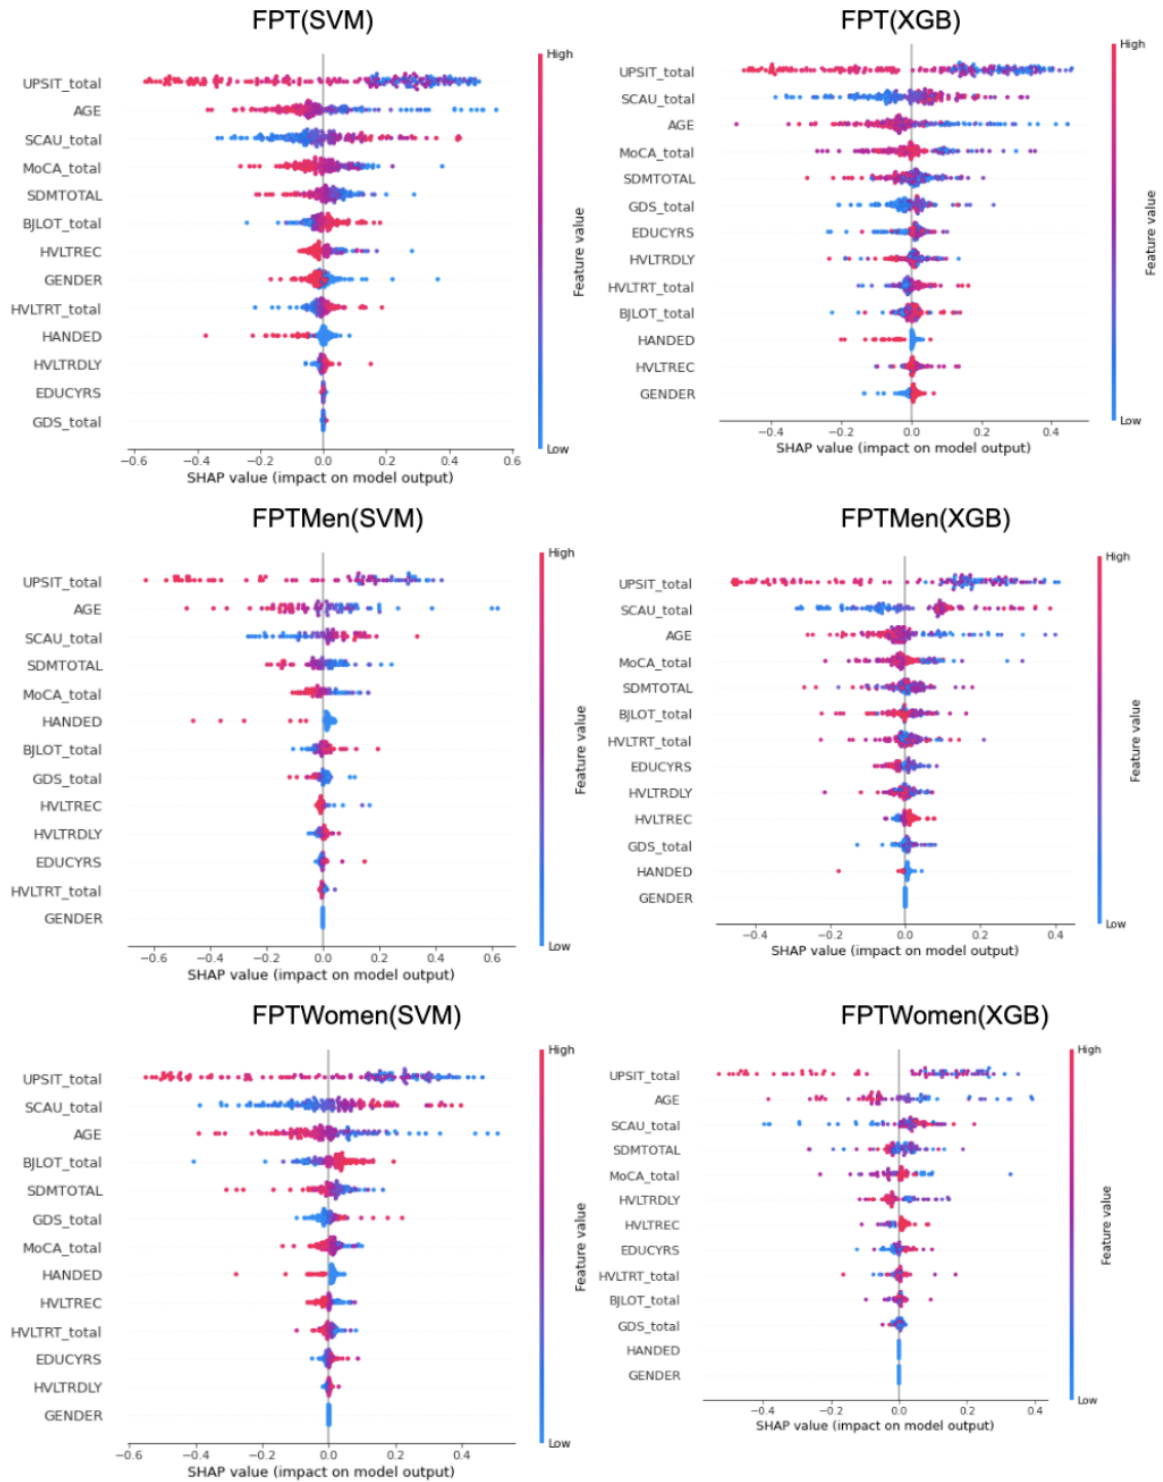 FPT(SVM)
High
UPSIT_total
AGE
SCAU_total
MoCA_total
SDMTOTAL
BJLOT_total
HVLTREC
GENDER
HVLTRT_total
HANDED
HVLTRDLY
EDUCYRS
GDS_total
Feature value
Low
−0.6 −0.4 −0.2 0.0 0.2 0.4 0.6
SHAP value (impact on model output)
FPT(XGB)
High
UPSIT_total
SCAU_total
AGE
MoCA_total
SDMTOTAL
GDS_total
EDUCYRS
HVLTRDLY
HVLTRT_total
BJLOT_total
HANDED
HVLTREC
GENDER
Feature value
Low
−0.4 −0.2 0.0 0.2 0.4
SHAP value (impact on model output)
FPTMen(SVM)
High
UPSIT_total
AGE
SCAU_total
SDMTOTAL
MoCA_total
HANDED
BJLOT_total
GDS_total
HVLTREC
HVLTRDLY
EDUCYRS
HVLTRT_total
GENDER
Feature value
Low
−0.6 −0.4 −0.2 0.0 0.2 0.4 0.6
SHAP value (impact on model output)
FPTMen(XGB)
High
UPSIT_total
SCAU_total
AGE
MoCA_total
SDMTOTAL
BJLOT_total
HVLTRT_total
EDUCYRS
HVLTRDLY
HVLTREC
GDS_total
HANDED
GENDER
Feature value
Low
−0.4 −0.2 0.0 0.2 0.4
SHAP value (impact on model output)
FPTWomen(SVM)
High
UPSIT_total
SCAU_total
AGE
BJLOT_total
SDMTOTAL
GDS_total
MoCA_total
HANDED
HVLTREC
HVLTRT_total
EDUCYRS
HVLTRDLY
GENDER
Feature value
Low
−0.6 −0.4 −0.2 0.0 0.2 0.4
SHAP value (impact on model output)
FPTWomen(XGB)
High
UPSIT_total
AGE
SCAU_total
SDMTOTAL
MoCA_total
HVLTRDLY
HVLTREC
EDUCYRS
HVLTRT_total
BJLOT_total
GDS_total
HANDED
GENDER
Feature value
Low
−0.4 −0.2 0.0 0.2 0.4
SHAP value (impact on model output)